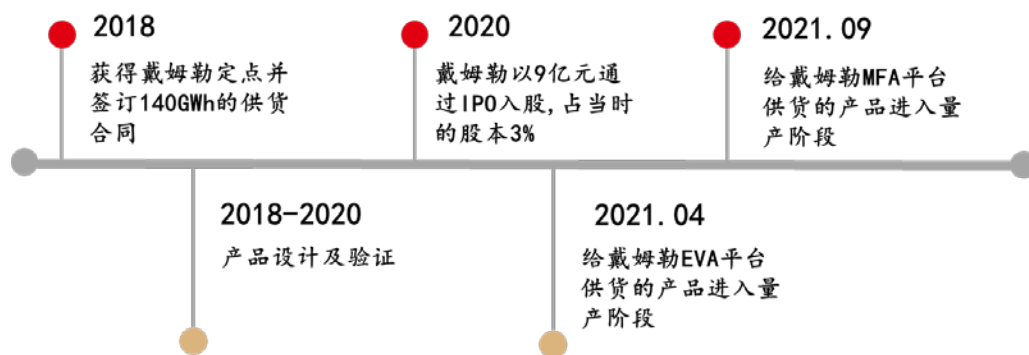 2018
获得戴姆勒定点并
签订140GWh的供货
合同
2018-2020
产品设计及验证
2020
戴姆勒以9亿元通
过IPO入股,占当时
的股本3%
2021.04
给戴姆勒EVA平台
供货的产品进入量
产阶段
2021.09
给戴姆勒MFA平台
供货的产品进入量
产阶段